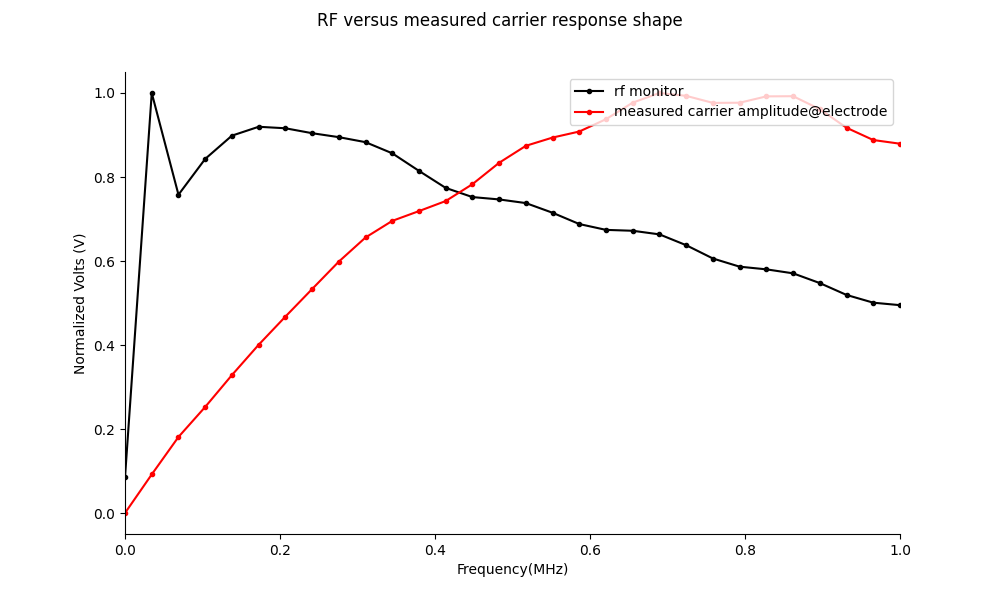 RF versus measured carrier response shape
rf monitor
measured carrier amplitude@electrode
Normalized Volts (V)
1.0
0.8
0.6
0.4
0.2
0.0
0.0 0.2 0.4 0.6 0.8 1.0
Frequency(MHz)